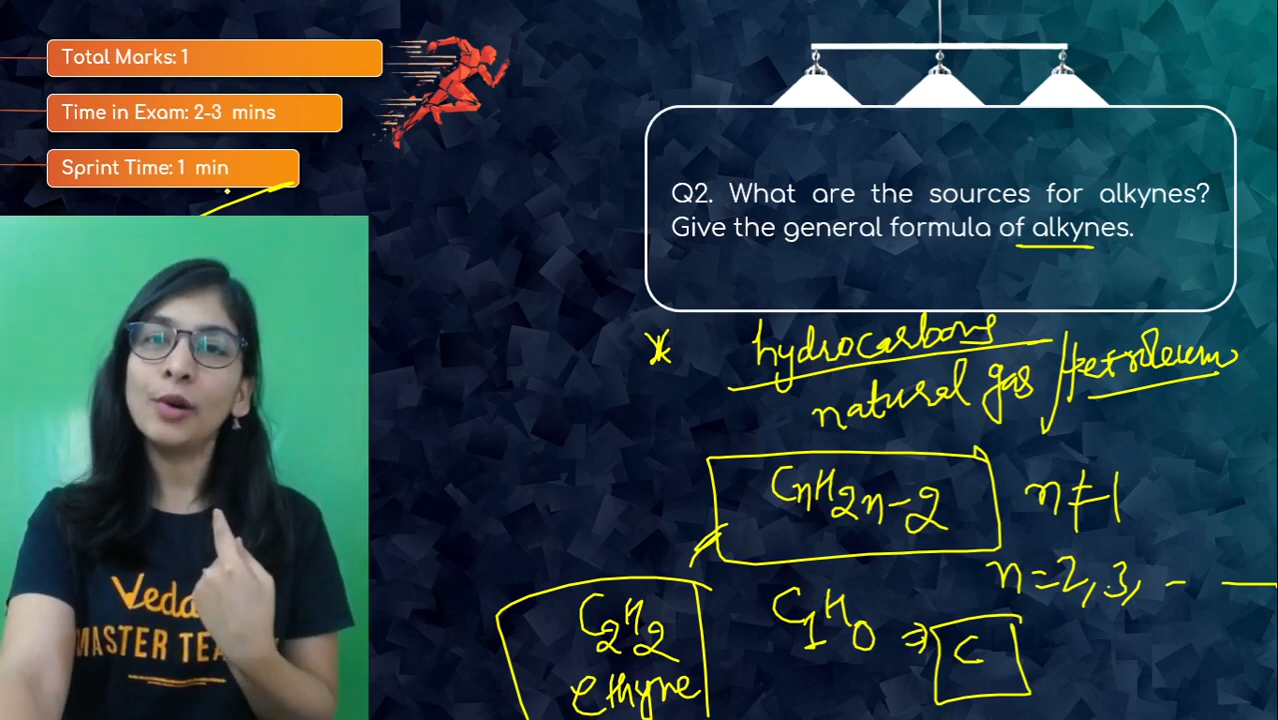 Total Marks: 1
Time in Exam: 2-3 mins
Sprint Time: 1 min
Q2. What are the sources for alkynes?
Give the general formula of alkynes.
* hydrocarbons
natural gas / petroleum
CnH2n-2 n≠1
n=2, 3, - -
C2H2
ethyne
C1H0 ⇒ C
Veda
MASTER TEA